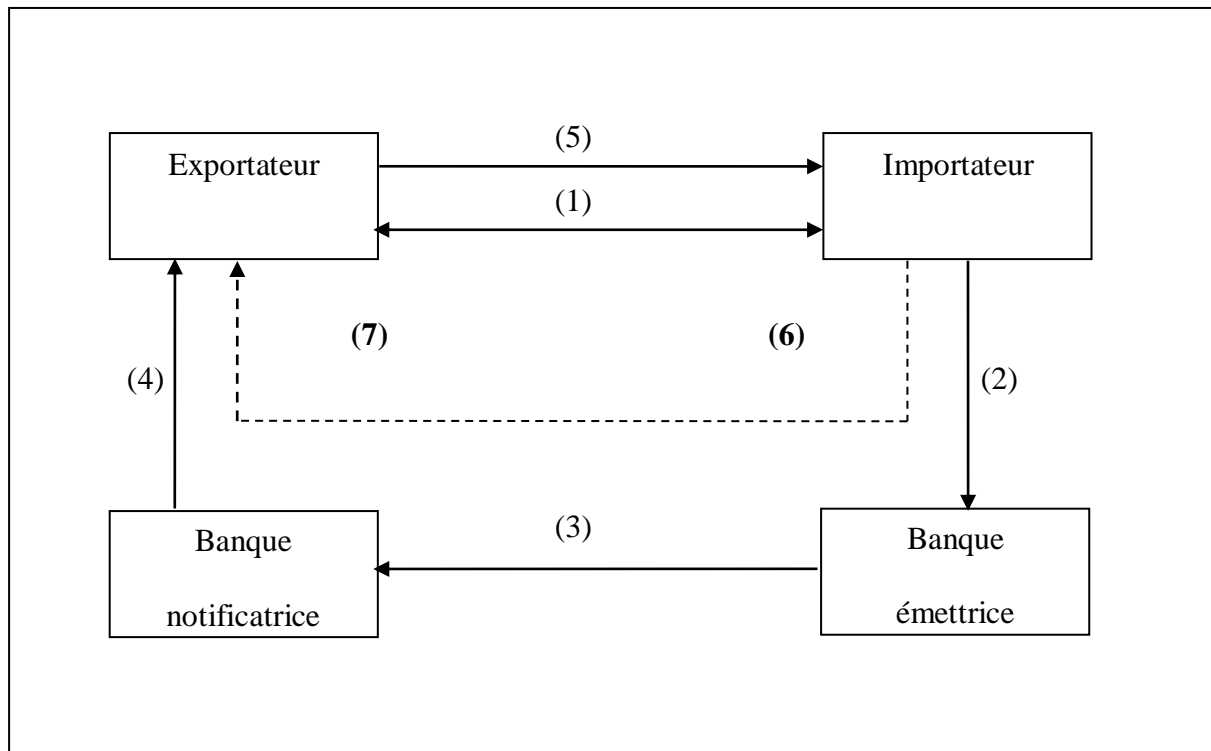 (5)
Exportateur
Importateur
(1)
(7)
(6)
(4)
(2)
(3)
Banque
notificatrice
Banque
émettrice